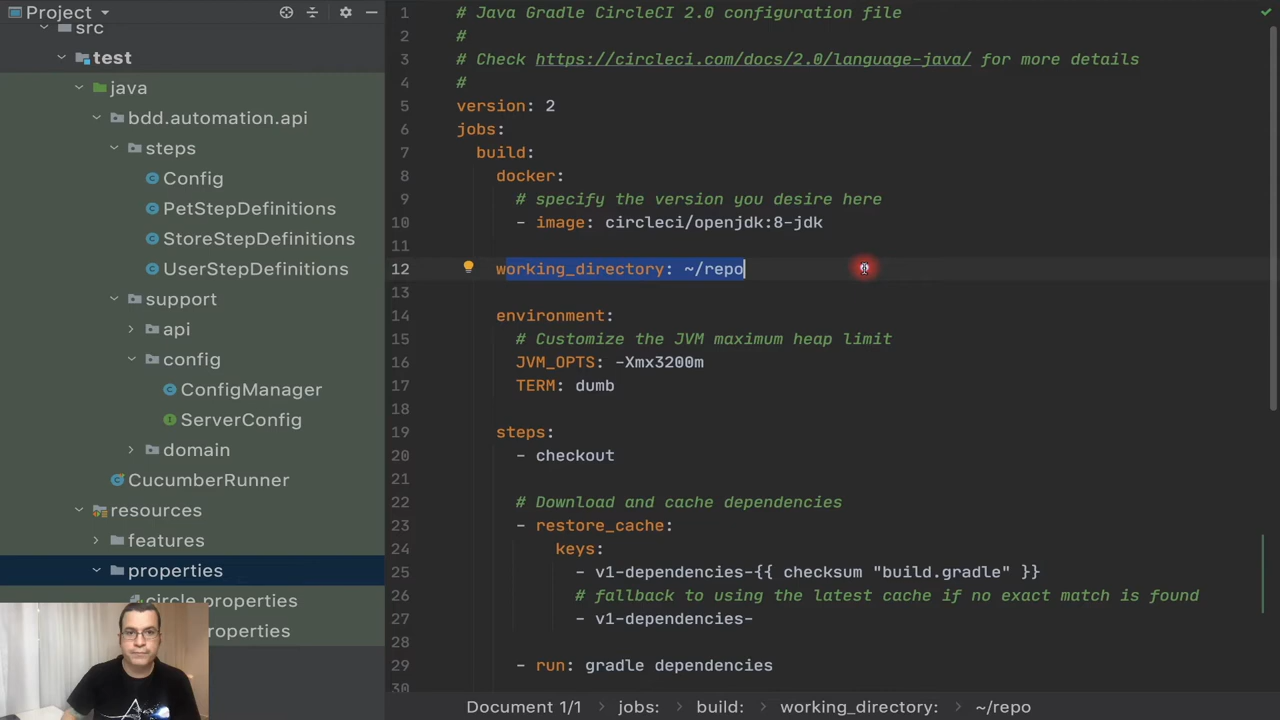 Project
src
test
java
bdd.automation.api
steps
Config
PetStepDefinitions
StoreStepDefinitions
UserStepDefinitions
support
api
config
ConfigManager
ServerConfig
domain
CucumberRunner
resources
features
properties
circle.properties
roperties
1 # Java Gradle CircleCI 2.0 configuration file
2 #
3 # Check https://circleci.com/docs/2.0/language-java/ for more details
4 #
5 version: 2
6 jobs:
7 build:
8 docker:
9 # specify the version you desire here
10 - image: circleci/openjdk:8-jdk
11
12 working_directory: ~/repo
13
14 environment:
15 # Customize the JVM maximum heap limit
16 JVM_OPTS: -Xmx3200m
17 TERM: dumb
18
19 steps:
20 - checkout
21
22 # Download and cache dependencies
23 - restore_cache:
24 keys:
25 - v1-dependencies-{{ checksum "build.gradle" }}
26 # fallback to using the latest cache if no exact match is found
27 - v1-dependencies-
28
29 - run: gradle dependencies
30
Document 1/1 jobs: build: working_directory: ~/repo